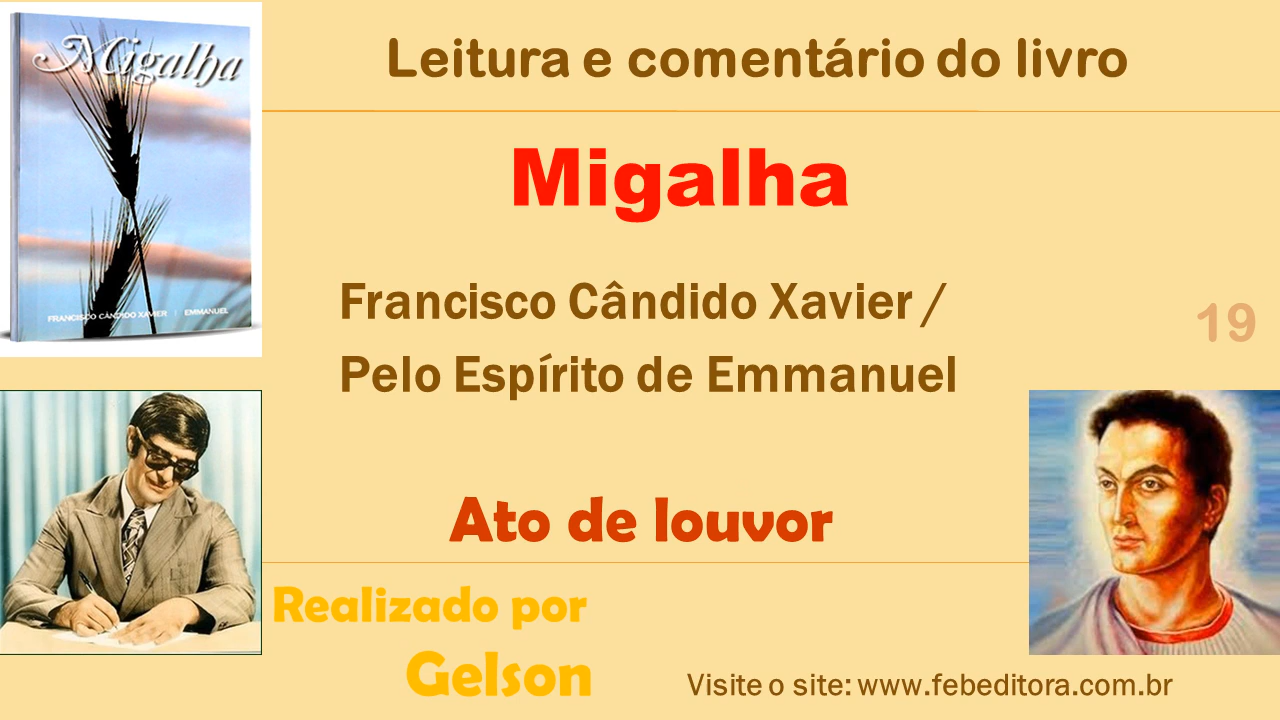 Migalha
FRANCISCO CÂNDIDO XAVIER | EMMANUEL
Leitura e comentário do livro
Migalha
Francisco Cândido Xavier /
Pelo Espírito de Emmanuel
19
Ato de louvor
Realizado por
Gelson
Visite o site: www.febeditora.com.br